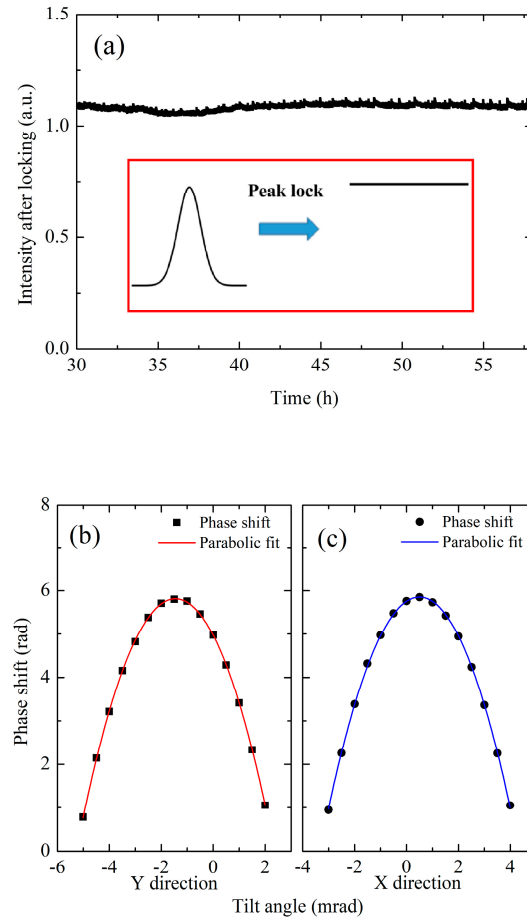 (a)
Intensity after locking (a.u.)
1.5
1.0
0.5
0.0
Peak lock
30 35 40 45 50 55
Time (h)
(b)
Phase shift
Parabolic fit
(c)
Phase shift
Parabolic fit
Phase shift (rad)
8
6
4
2
0
-6 -4 -2 0 2 -4 -2 0 2 4
Y direction X direction
Tilt angle (mrad)